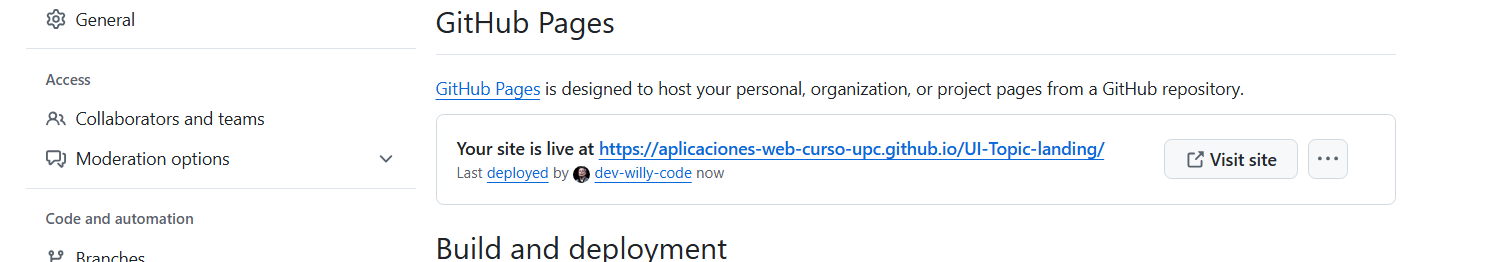 General
Access
Collaborators and teams
Moderation options
Code and automation
Branches
GitHub Pages
GitHub Pages is designed to host your personal, organization, or project pages from a GitHub repository.
Your site is live at https://aplicaciones-web-curso-upc.github.io/UI-Topic-landing/
Last deployed by dev-willy-code now
Visit site
Build and deployment